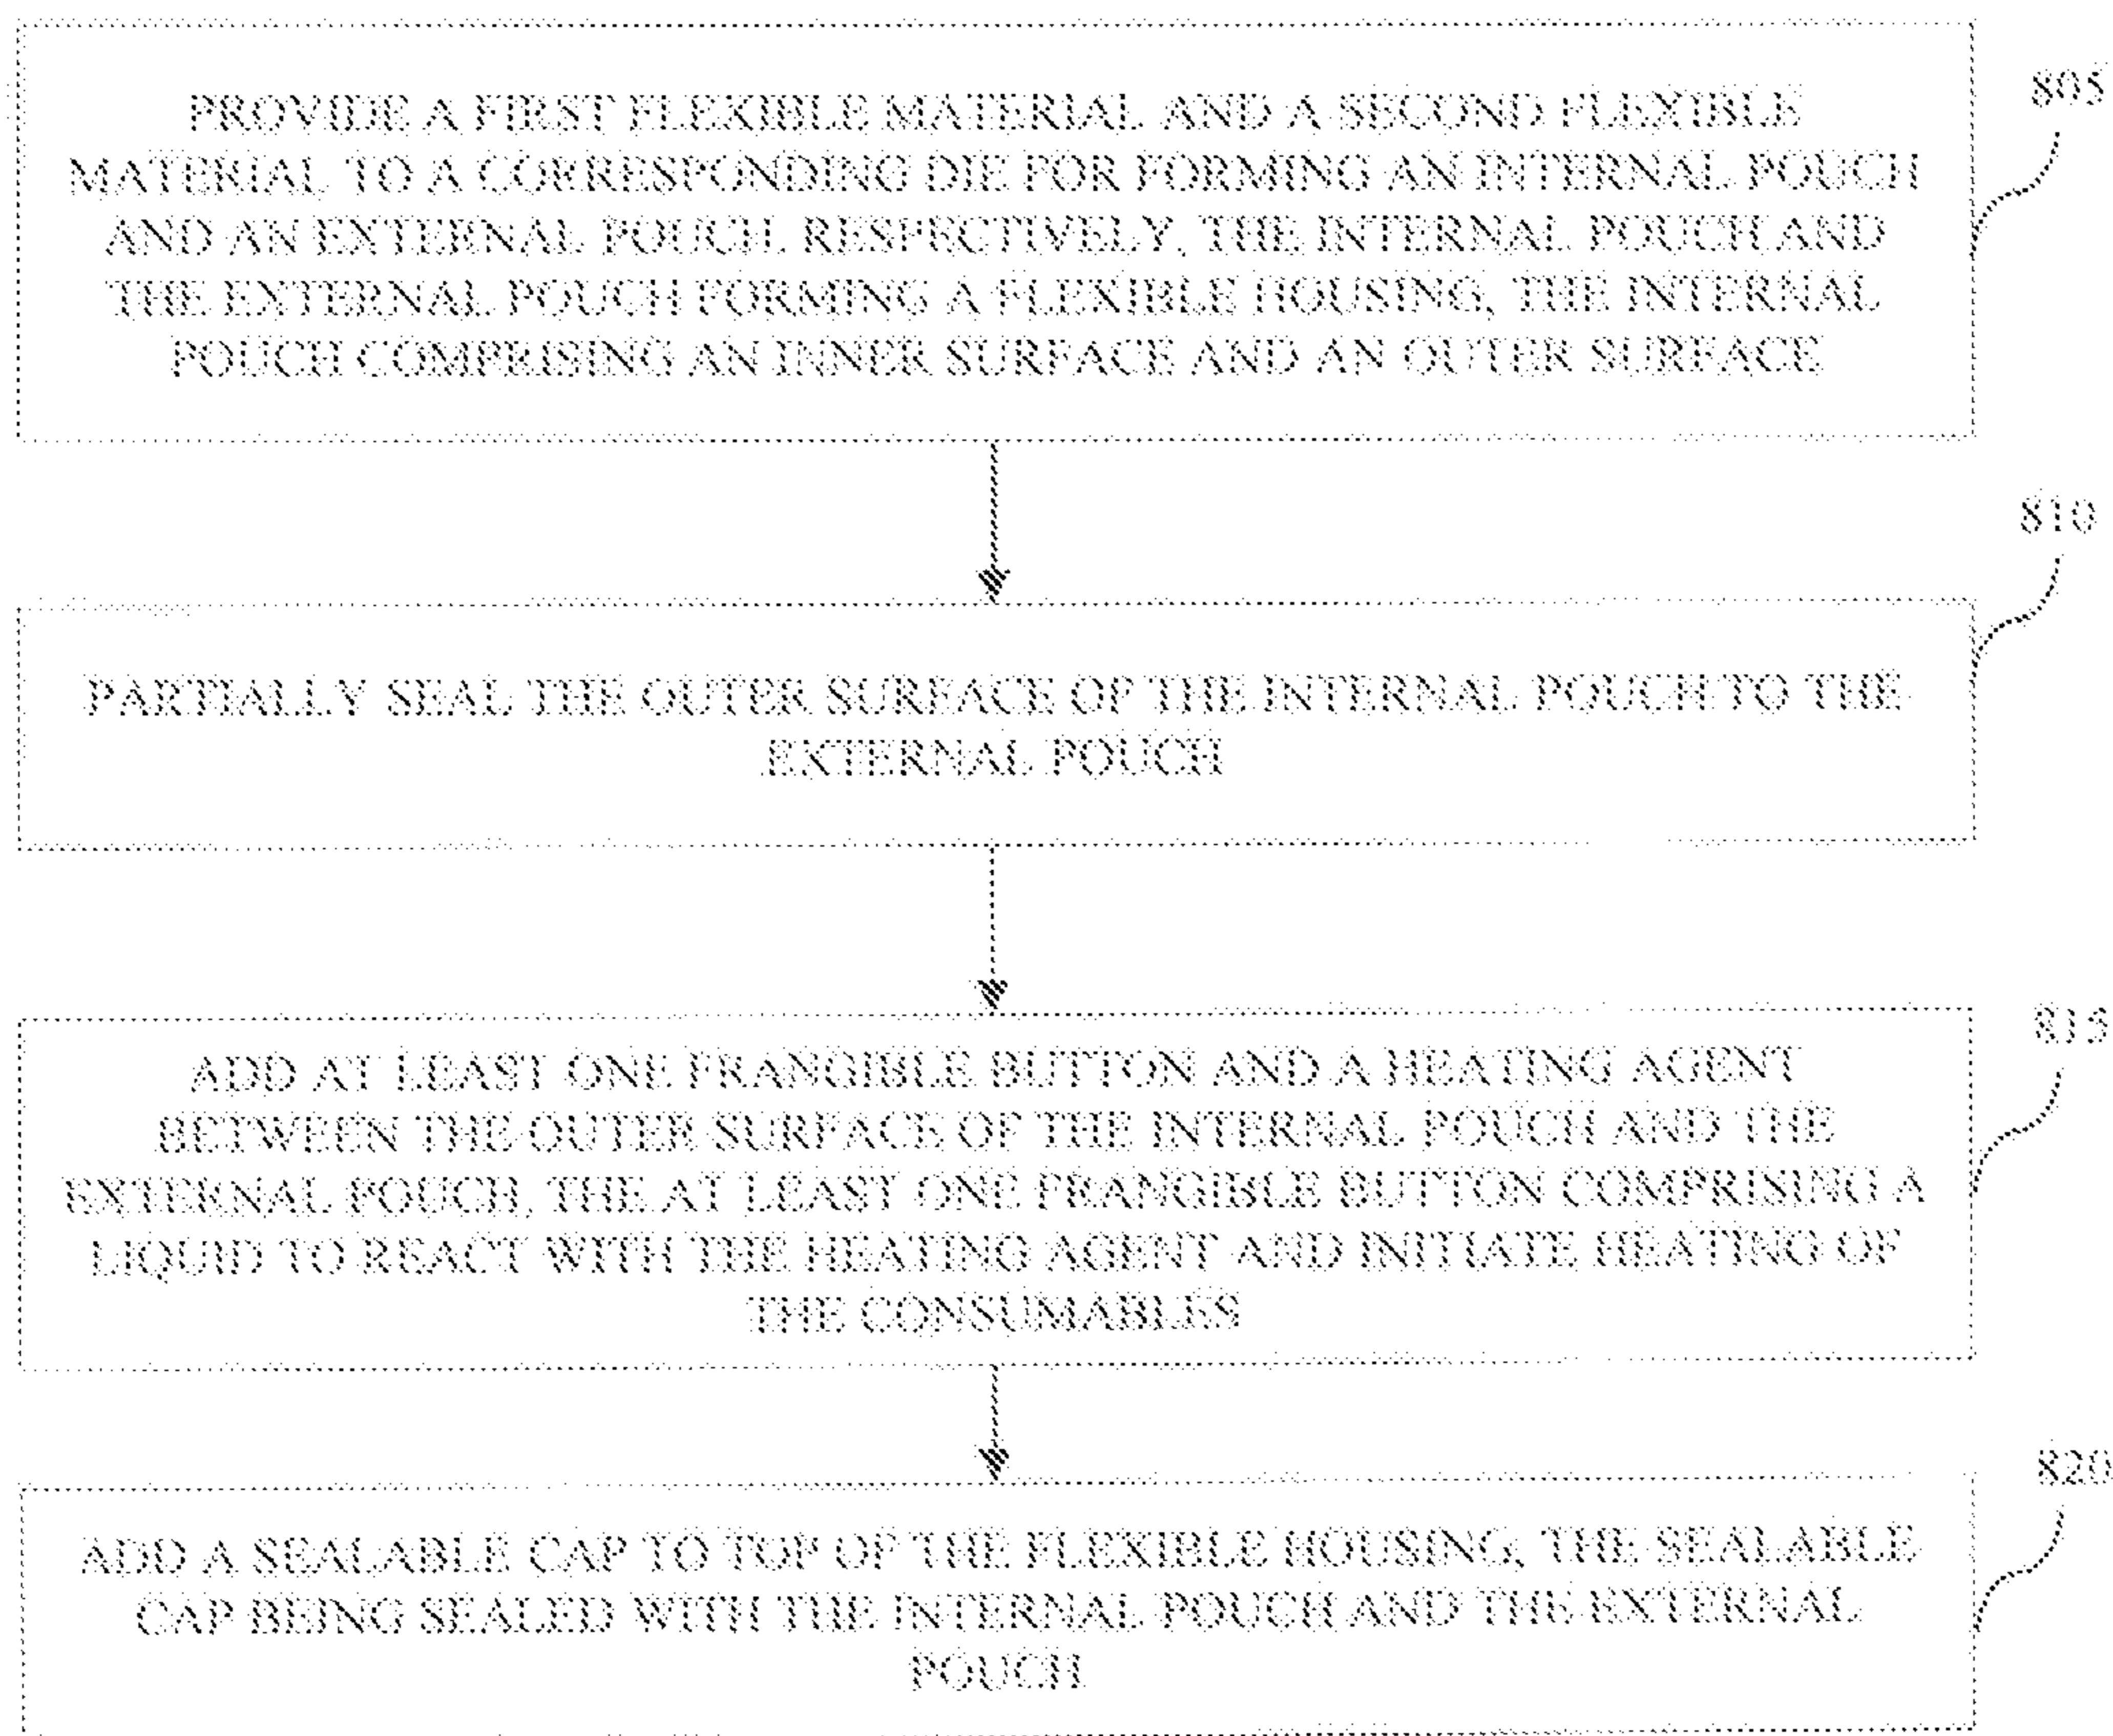 805
PROVIDE A FIRST FLEXIBLE MATERIAL AND A SECOND FLEXIBLE
MATERIAL TO A CORRESPONDING DIE FOR FORMING AN INTERNAL POUCH
AND AN EXTERNAL POUCH, RESPECTIVELY, THE INTERNAL POUCH AND
THE EXTERNAL POUCH FORMING A FLEXIBLE HOUSING, THE INTERNAL
POUCH COMPRISING AN INNER SURFACE AND AN OUTER SURFACE
810
PARTIALLY SEAL THE OUTER SURFACE OF THE INTERNAL POUCH TO THE
EXTERNAL POUCH
815
ADD AT LEAST ONE FRANGIBLE BUTTON AND A HEATING AGENT
BETWEEN THE OUTER SURFACE OF THE INTERNAL POUCH AND THE
EXTERNAL POUCH, THE AT LEAST ONE FRANGIBLE BUTTON COMPRISING A
LIQUID TO REACT WITH THE HEATING AGENT AND INITIATE HEATING OF
THE CONSUMABLES
820
ADD A SEALABLE CAP TO TOP OF THE FLEXIBLE HOUSING, THE SEALABLE
CAP BEING SEALED WITH THE INTERNAL POUCH AND THE EXTERNAL
POUCH